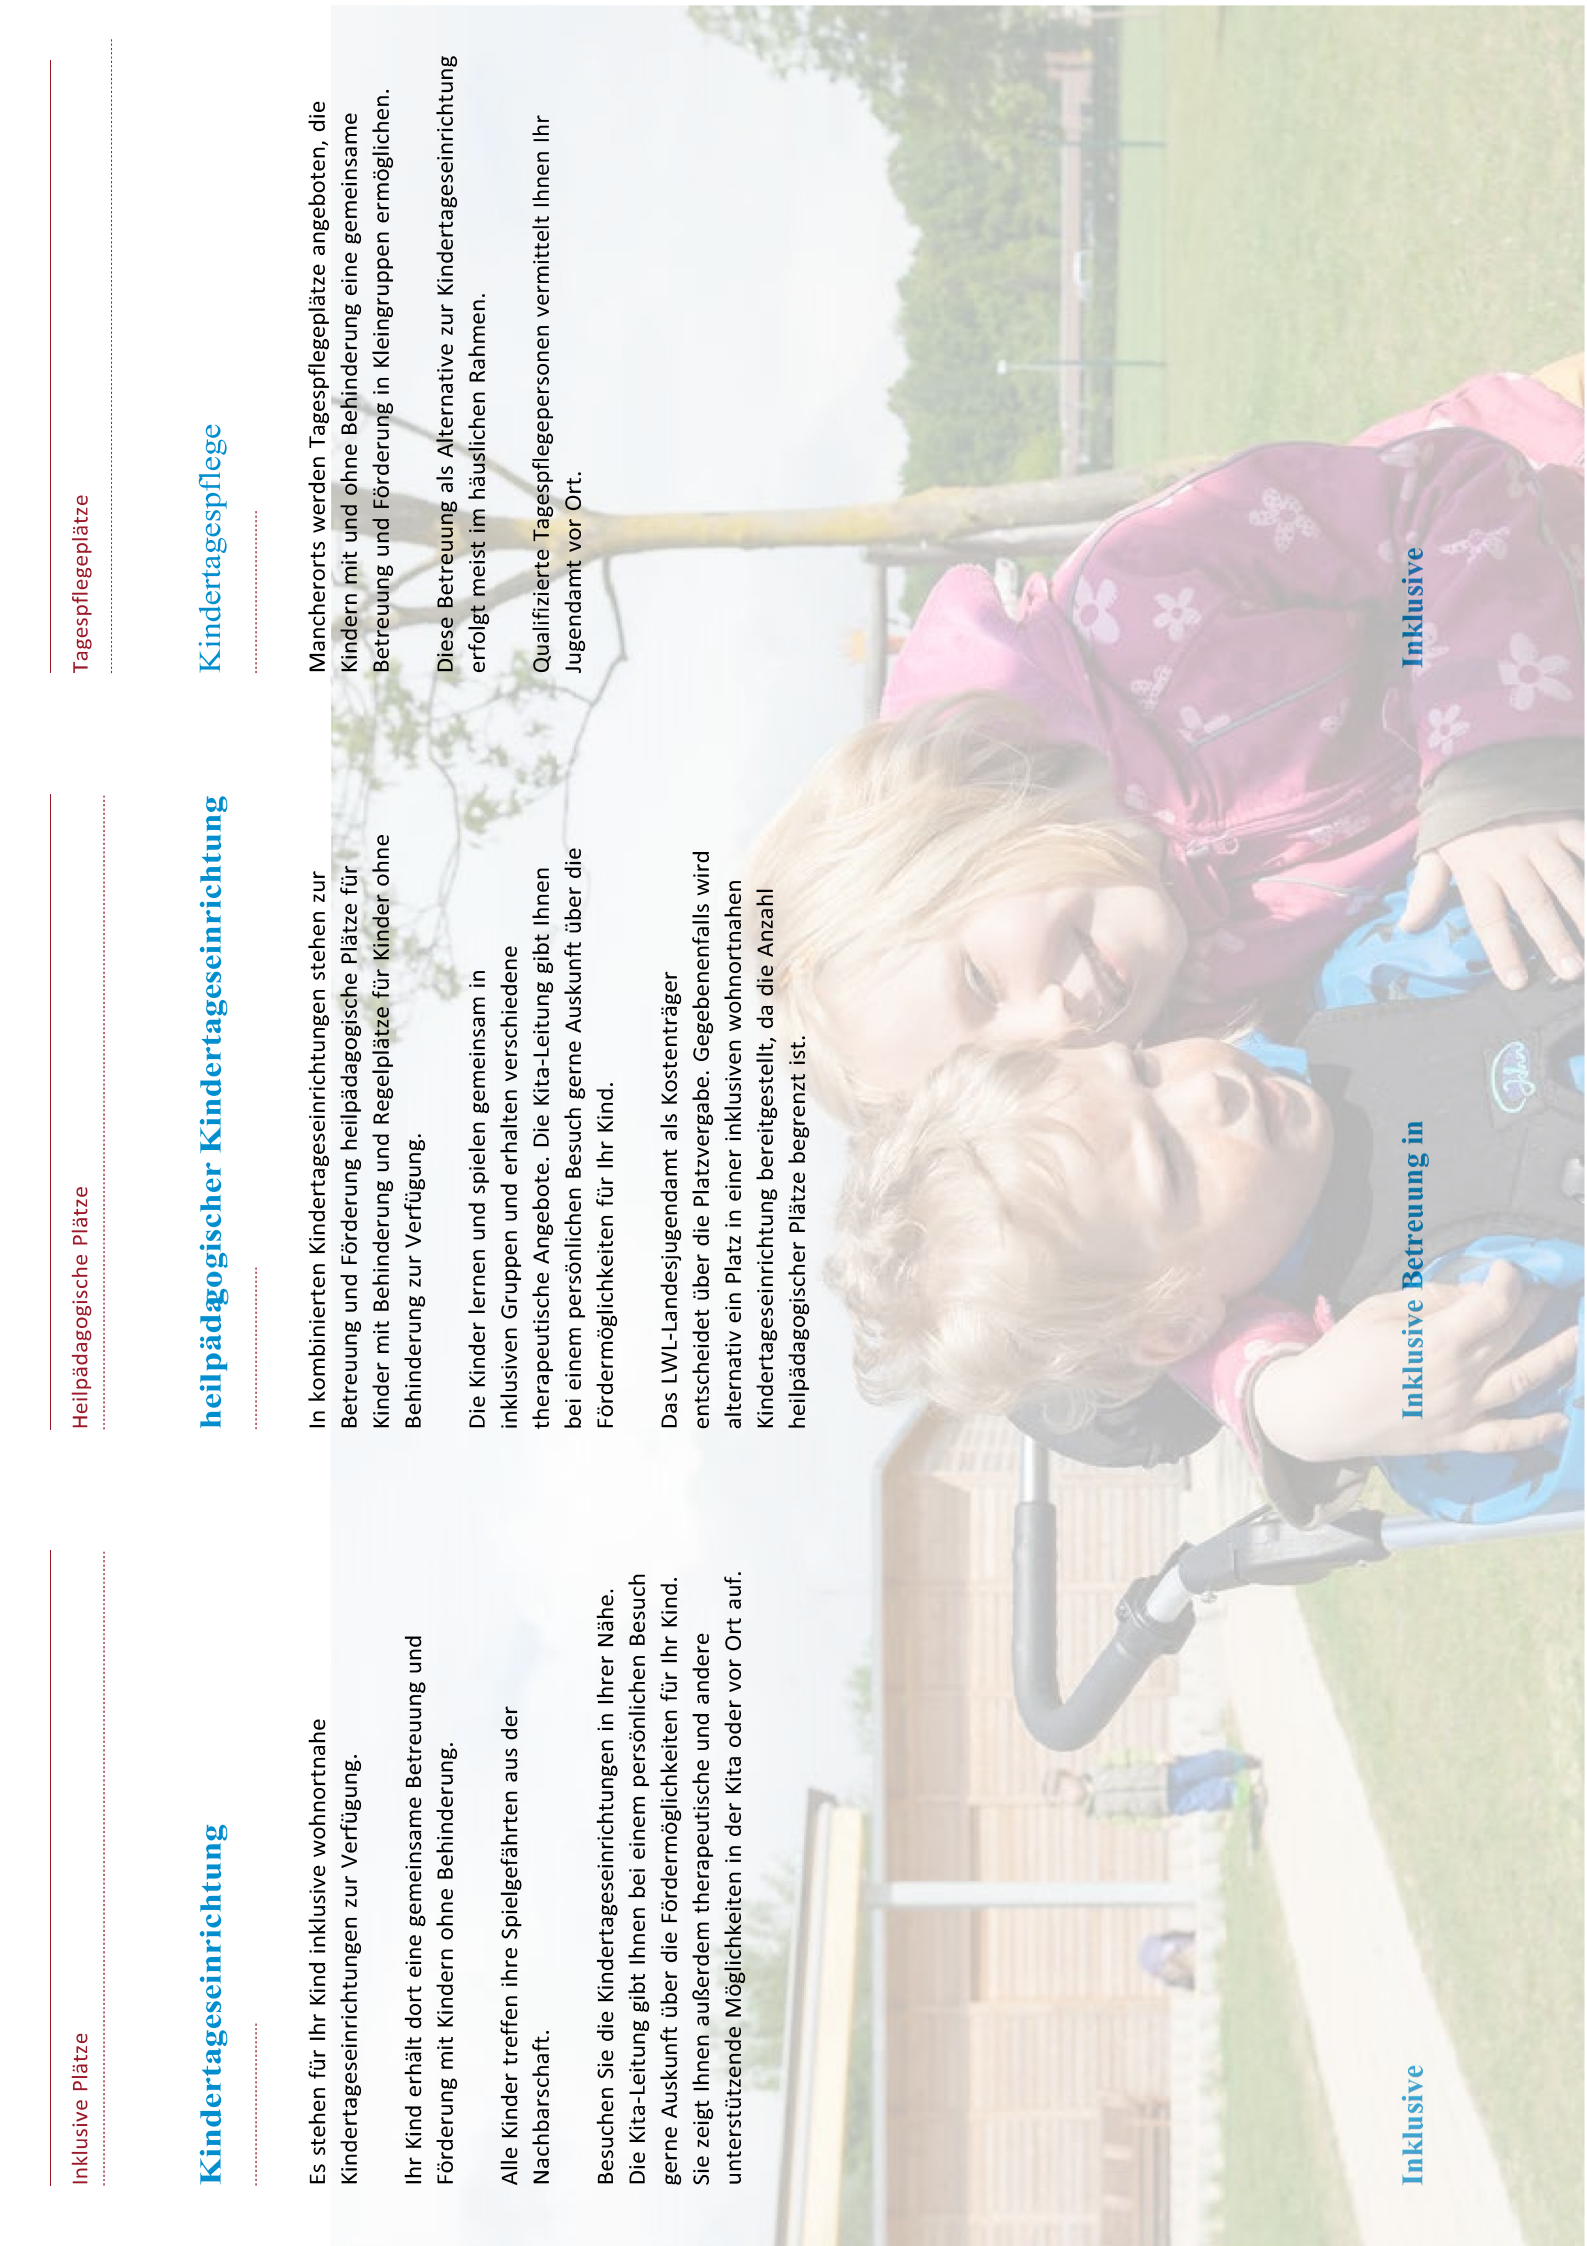 Inklusive Plätze
Kindertageseinrichtung
Es stehen für Ihr Kind inklusive wohnortnahe
Kindertageseinrichtungen zur Verfügung.
Ihr Kind erhält dort eine gemeinsame Betreuung und
Förderung mit Kindern ohne Behinderung.
Alle Kinder treffen ihre Spielgefährten aus der
Nachbarschaft.
Besuchen Sie die Kindertageseinrichtungen in Ihrer Nähe.
Die Kita-Leitung gibt Ihnen bei einem persönlichen Besuch
gerne Auskunft über die Fördermöglichkeiten für Ihr Kind.
Sie zeigt Ihnen außerdem therapeutische und andere
unterstützende Möglichkeiten in der Kita oder vor Ort auf.
Inklusive
Heilpädagogische Plätze
heilpädagogischer Kindertageseinrichtung
In kombinierten Kindertageseinrichtungen stehen zur
Betreuung und Förderung heilpädagogische Plätze für
Kinder mit Behinderung und Regelplätze für Kinder ohne
Behinderung zur Verfügung.
Die Kinder lernen und spielen gemeinsam in
inklusiven Gruppen und erhalten verschiedene
therapeutische Angebote. Die Kita-Leitung gibt Ihnen
bei einem persönlichen Besuch gerne Auskunft über die
Fördermöglichkeiten für Ihr Kind.
Das LWL-Landesjugendamt als Kostenträger
entscheidet über die Platzvergabe. Gegebenenfalls wird
alternativ ein Platz in einer inklusiven wohnortnahen
Kindertageseinrichtung bereitgestellt, da die Anzahl
heilpädagogischer Plätze begrenzt ist.
Inklusive Betreuung in
Tagespflegeplätze
Kindertagespflege
Mancherorts werden Tagespflegeplätze angeboten, die
Kindern mit und ohne Behinderung eine gemeinsame
Betreuung und Förderung in Kleingruppen ermöglichen.
Diese Betreuung als Alternative zur Kindertageseinrichtung
erfolgt meist im häuslichen Rahmen.
Qualifizierte Tagespflegepersonen vermittelt Ihnen Ihr
Jugendamt vor Ort.
Inklusive